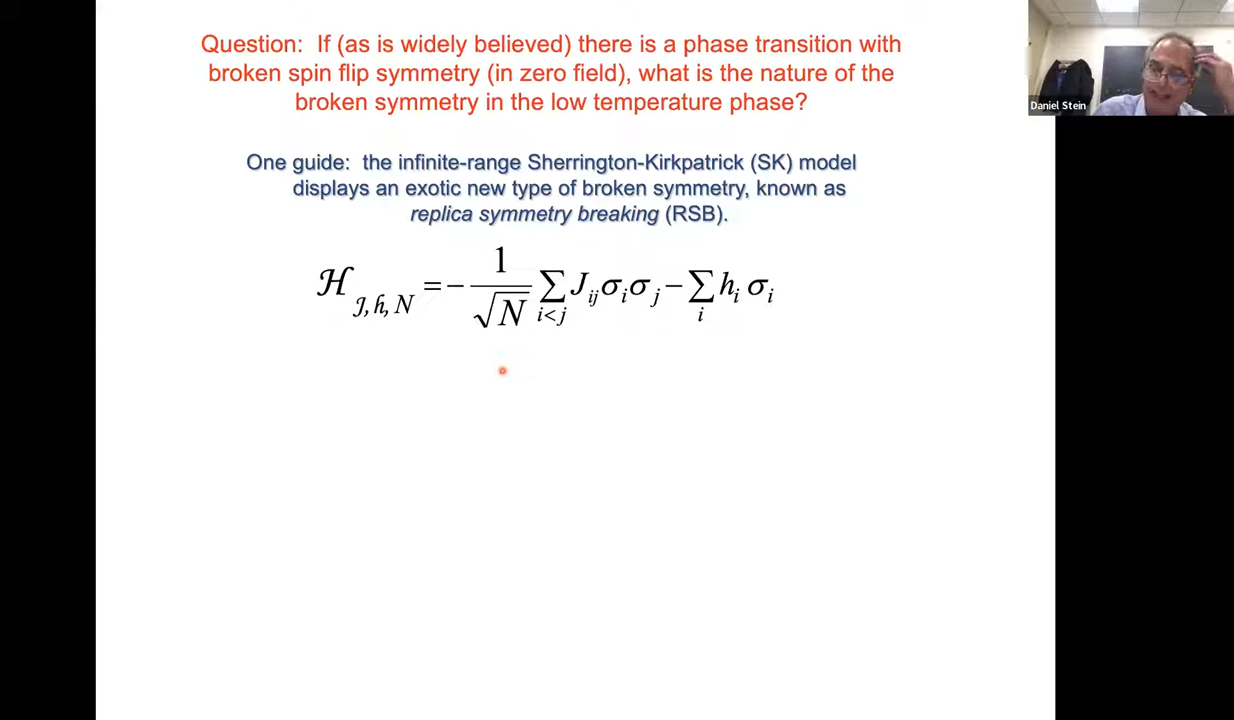 Question: If (as is widely believed) there is a phase transition with
broken spin flip symmetry (in zero field), what is the nature of the
broken symmetry in the low temperature phase?
Daniel Stein
One guide: the infinite-range Sherrington-Kirkpatrick (SK) model
displays an exotic new type of broken symmetry, known as
replica symmetry breaking (RSB).
ℋ_{J,h,N} = − 1/√N ∑_{i<j} J_{ij} σ_i σ_j − ∑_i h_i σ_i